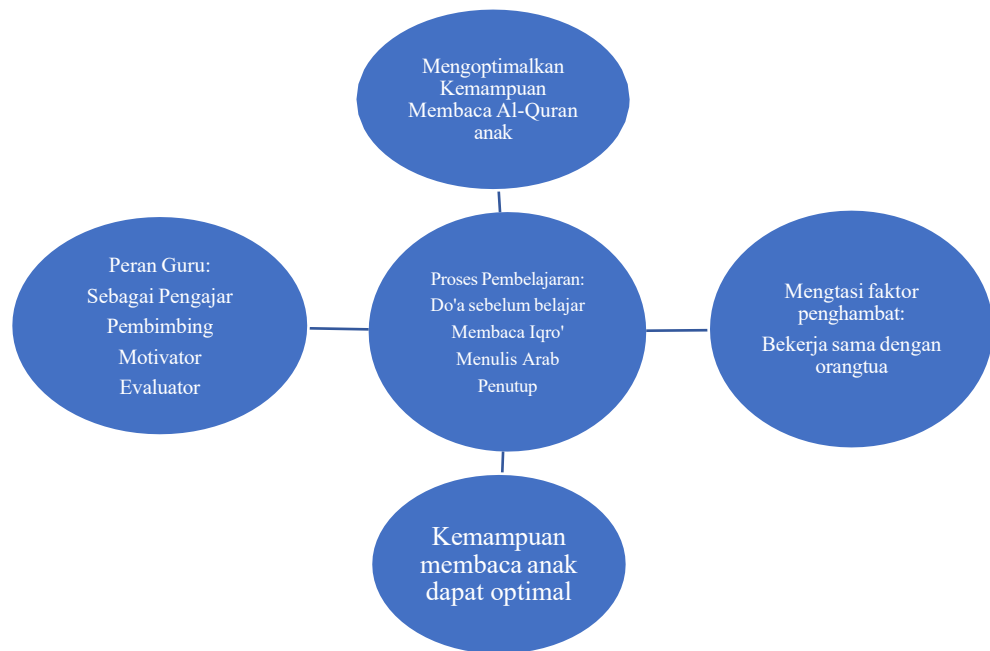 Mengoptimalkan
Kemampuan
Membaca Al-Quran
anak
Peran Guru:
Sebagai Pengajar
Pembimbing
Motivator
Evaluator
Proses Pembelajaran:
Do'a sebelum belajar
Membaca Iqro'
Menulis Arab
Penutup
Mengtasi faktor
penghambat:
Bekerja sama dengan
orangtua
Kemampuan
membaca anak
dapat optimal